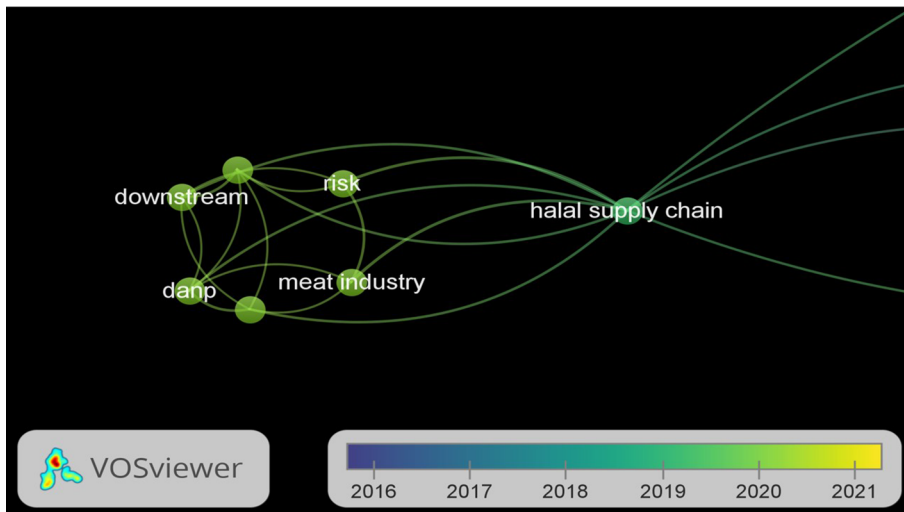 risk
downstream
halal supply chain
meat industry
danp
VOSviewer
2016 2017 2018 2019 2020 2021